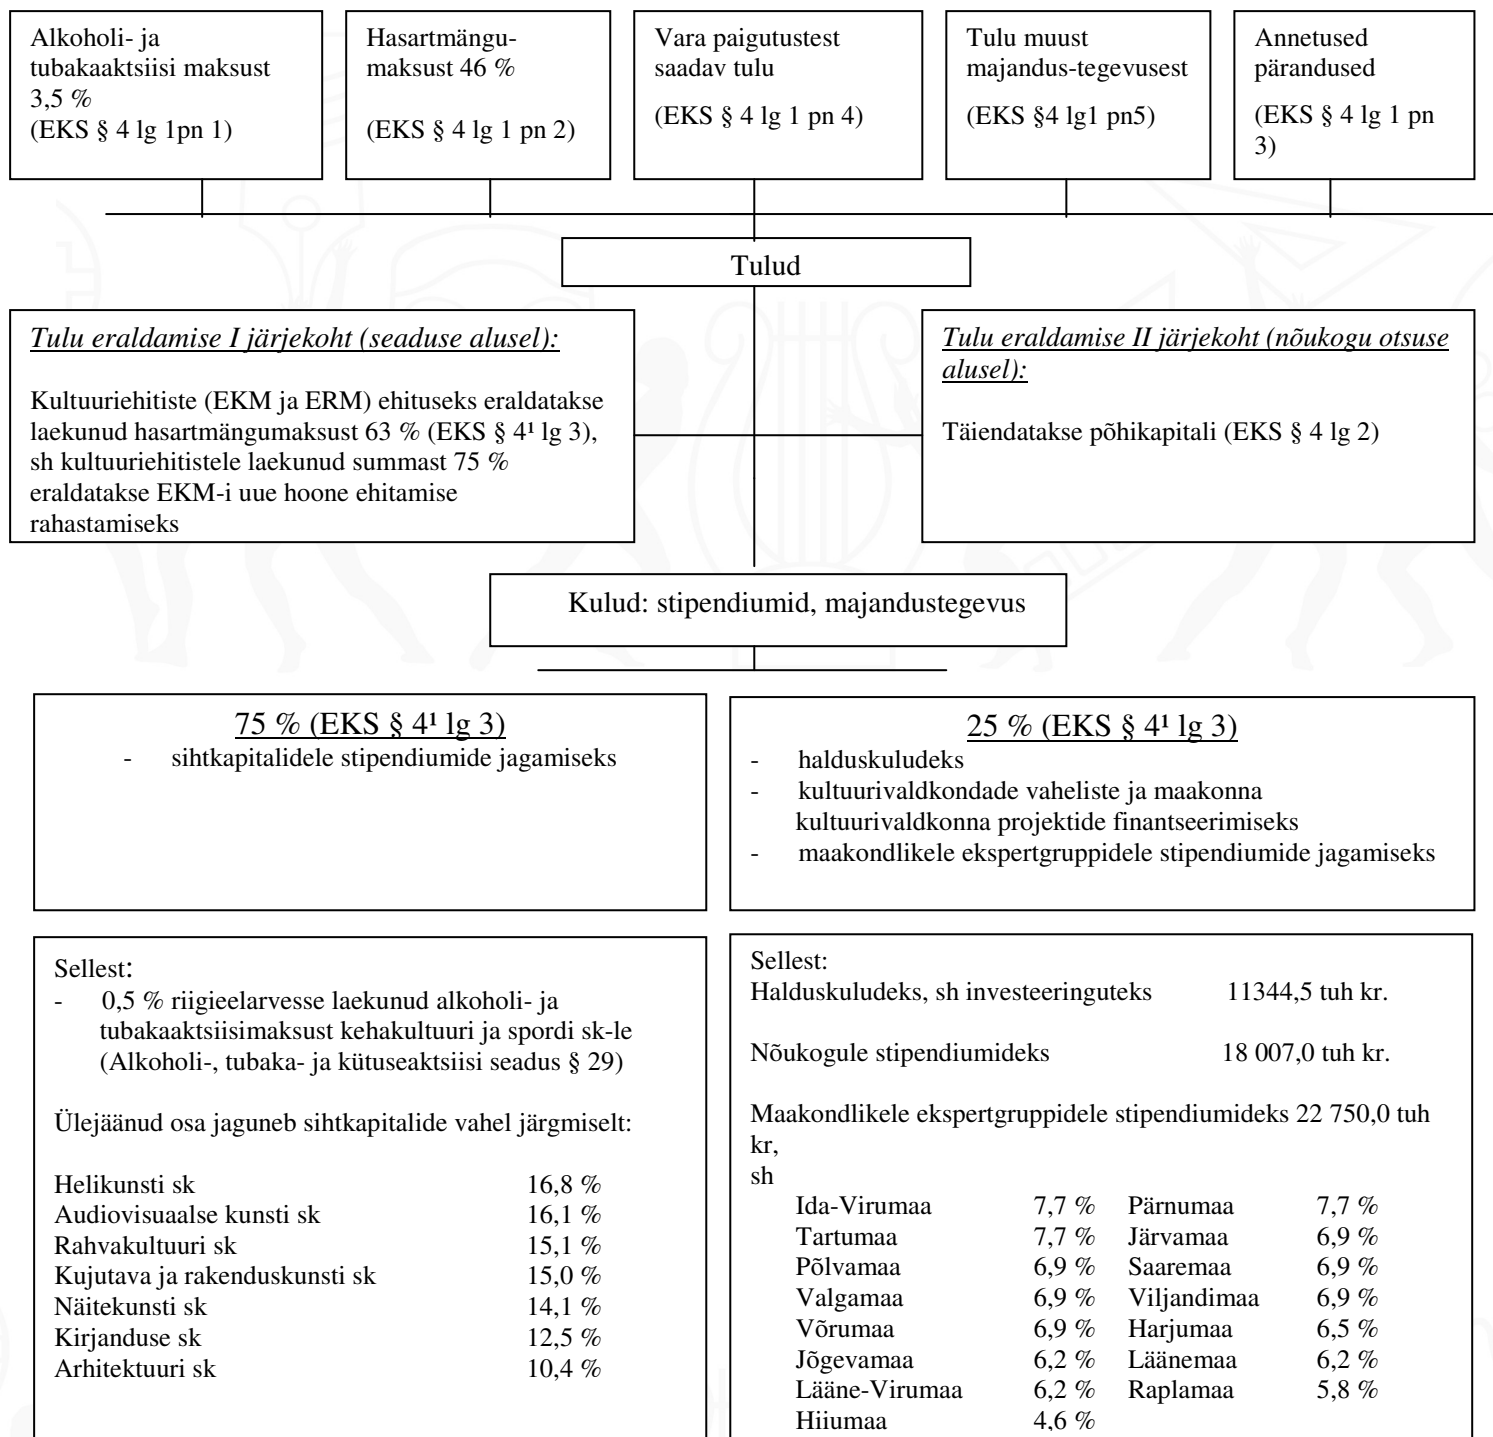 Alkoholi- ja
tubakaaktsiisi maksust
3,5 %
(EKS § 4 lg 1pn 1)
Hasartmängu-
maksust 46 %
(EKS § 4 lg 1 pn 2)
Vara paigutustest
saadav tulu
(EKS § 4 lg 1 pn 4)
Tulu muust
majandus-tegevusest
(EKS §4 lg1 pn5)
Annetused
pärandused
(EKS § 4 lg 1 pn
3)
Tulud
Tulu eraldamise I järjekoht (seaduse alusel):
Kultuuriehitiste (EKM ja ERM) ehituseks eraldatakse
laekunud hasartmängumaksust 63 % (EKS § 4¹ lg 3),
sh kultuuriehitistele laekunud summast 75 %
eraldatakse EKM-i uue hoone ehitamise
rahastamiseks
Tulu eraldamise II järjekoht (nõukogu otsuse
alusel):
Täiendatakse põhikapitali (EKS § 4 lg 2)
Kulud: stipendiumid, majandustegevus
75 % (EKS § 4¹ lg 3)
- sihtkapitalidele stipendiumide jagamiseks
25 % (EKS § 4¹ lg 3)
- halduskuludeks
- kultuurivaldkondade vaheliste ja maakonna
kultuurivaldkonna projektide finantseerimiseks
- maakondlikele ekspertgruppidele stipendiumide jagamiseks
Sellest:
- 0,5 % riigieelarvesse laekunud alkoholi- ja
tubakaaktsiisimaksust kehakultuuri ja spordi sk-le
(Alkoholi-, tubaka- ja kütuseaktsiisi seadus § 29)
Ülejäänud osa jaguneb sihtkapitalide vahel järgmiselt:
Helikunsti sk 16,8 %
Audiovisuaalse kunsti sk 16,1 %
Rahvakultuuri sk 15,1 %
Kujutava ja rakenduskunsti sk 15,0 %
Näitekunsti sk 14,1 %
Kirjanduse sk 12,5 %
Arhitektuuri sk 10,4 %
Sellest:
Halduskuludeks, sh investeeringuteks 11344,5 tuh kr.
Nõukogule stipendiumideks 18 007,0 tuh kr.
Maakondlikele ekspertgruppidele stipendiumideks 22 750,0 tuh
kr,
sh
Ida-Virumaa 7,7 % Pärnumaa 7,7 %
Tartumaa 7,7 % Järvamaa 6,9 %
Põlvamaa 6,9 % Saaremaa 6,9 %
Valgamaa 6,9 % Viljandimaa 6,9 %
Võrumaa 6,9 % Harjumaa 6,5 %
Jõgevamaa 6,2 % Läänemaa 6,2 %
Lääne-Virumaa 6,2 % Raplamaa 5,8 %
Hiiumaa 4,6 %